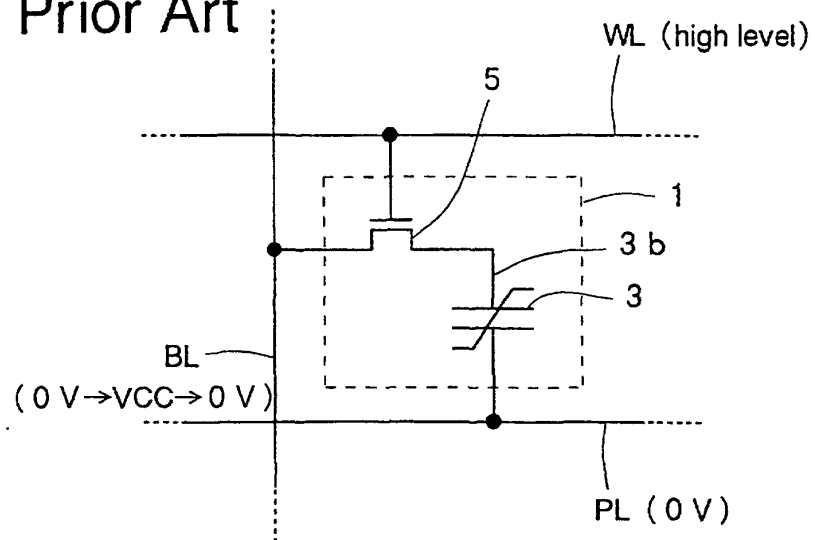 Prior Art
WL (high level)
5
1
3 b
3
BL
( 0 V→VCC→0 V )
PL ( 0 V )